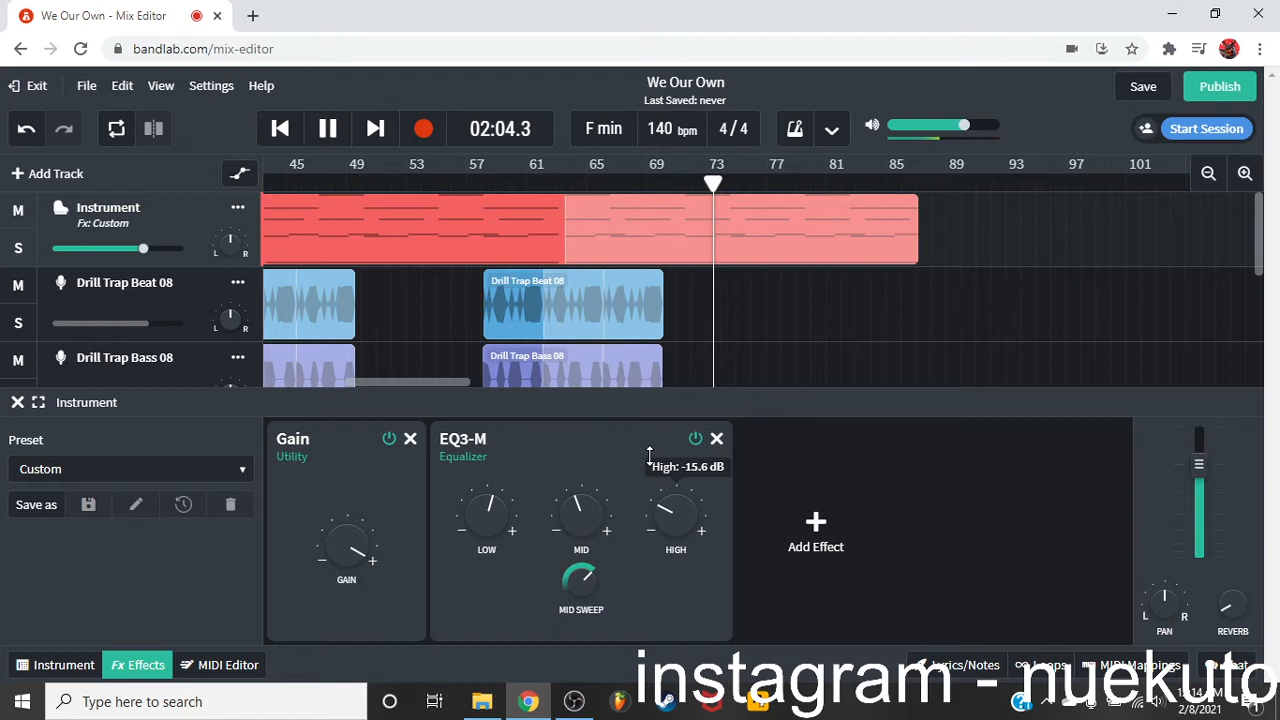 We Our Own - Mix Editor
bandlab.com/mix-editor
Exit File Edit View Settings Help
We Our Own
Last Saved: never
Save Publish
02:04.3 F min 140 bpm 4 / 4
Start Session
Add Track
45 49 53 57 61 65 69 73 77 81 85 89 93 97 101
M Instrument
Fx: Custom
S L R
M Drill Trap Beat 08
Drill Trap Beat 08
S L R
M Drill Trap Bass 08
Drill Trap Bass 08
Instrument
Preset
Custom
Save as
Gain
Utility
GAIN
EQ3-M
Equalizer
High: -15.6 dB
LOW MID HIGH
MID SWEEP
Add Effect
L R
PAN REVERB
Instrument Fx Effects MIDI Editor Lyrics/Notes Loops MIDI Mappings
instagram - nuekuto
Type here to search
2/8/2021